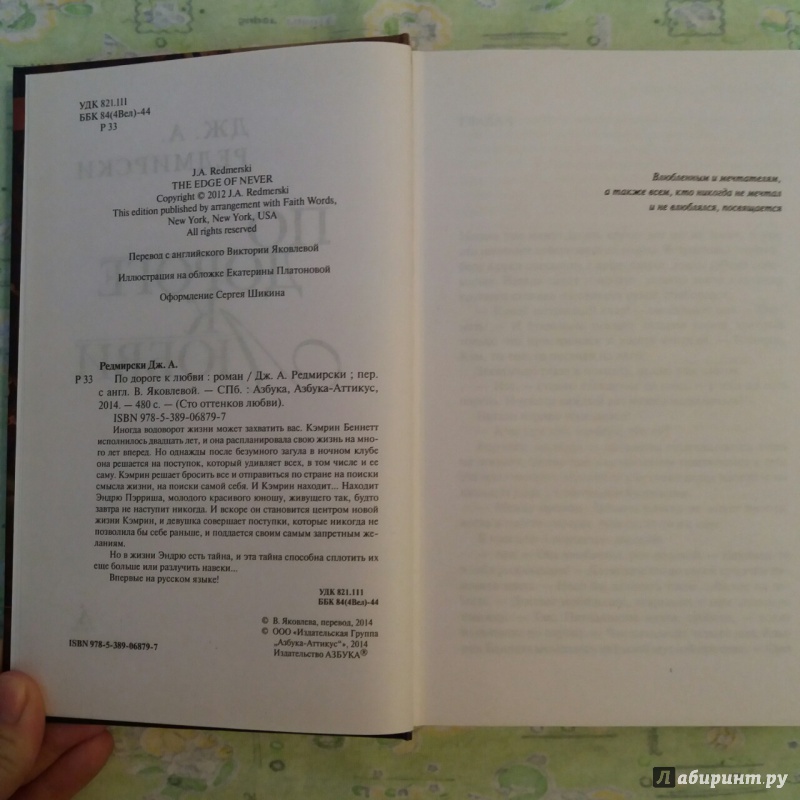 УДК 821.111
ББК 84(4Вел)-44
Р 33
J.A. Redmerski
THE EDGE OF NEVER
Copyright © 2012 J.A. Redmerski
This edition published by arrangement with Faith Words,
New York, New York, USA
All rights reserved
Перевод с английского Виктории Яковлевой
Иллюстрация на обложке Екатерины Платоновой
Оформление Сергея Шикина
Редмирски Дж. А.
Р 33 По дороге к любви : роман / Дж. А. Редмирски ; пер.
с англ. В. Яковлевой. — СПб. : Азбука, Азбука-Аттикус,
2014. — 480 с. — (Сто оттенков любви).
ISBN 978-5-389-06879-7
Иногда водоворот жизни может захватить вас. Кэмрин Беннетт
исполнилось двадцать лет, и она распланировала свою жизнь на мно-
го лет вперед. Но однажды после безумного загула в ночном клубе
она решается на поступок, который удивляет всех, в том числе и ее
саму. Кэмрин решает бросить все и отправиться по стране на поиски
смысла жизни, на поиски самой себя. И Кэмрин находит... Находит
Эндрю Пэрриша, молодого красивого юношу, живущего так, будто
завтра не наступит никогда. И вскоре он становится центром новой
жизни Кэмрин, и девушка совершает поступки, которые никогда не
позволила бы себе раньше, и поддается своим самым запретным же-
ланиям.
Но в жизни Эндрю есть тайна, и эта тайна способна сплотить их
еще больше или разлучить навеки...
Впервые на русском языке!
УДК 821.111
ББК 84(4Вел)-44
© В. Яковлева, перевод, 2014
© ООО «Издательская Группа
„Азбука-Аттикус“», 2014
Издательство АЗБУКА®
ISBN 978-5-389-06879-7
Влюбленным и мечтателям,
а также всем, кто никогда не мечтал
и не влюблялся, посвящается
Лабиринт.ру